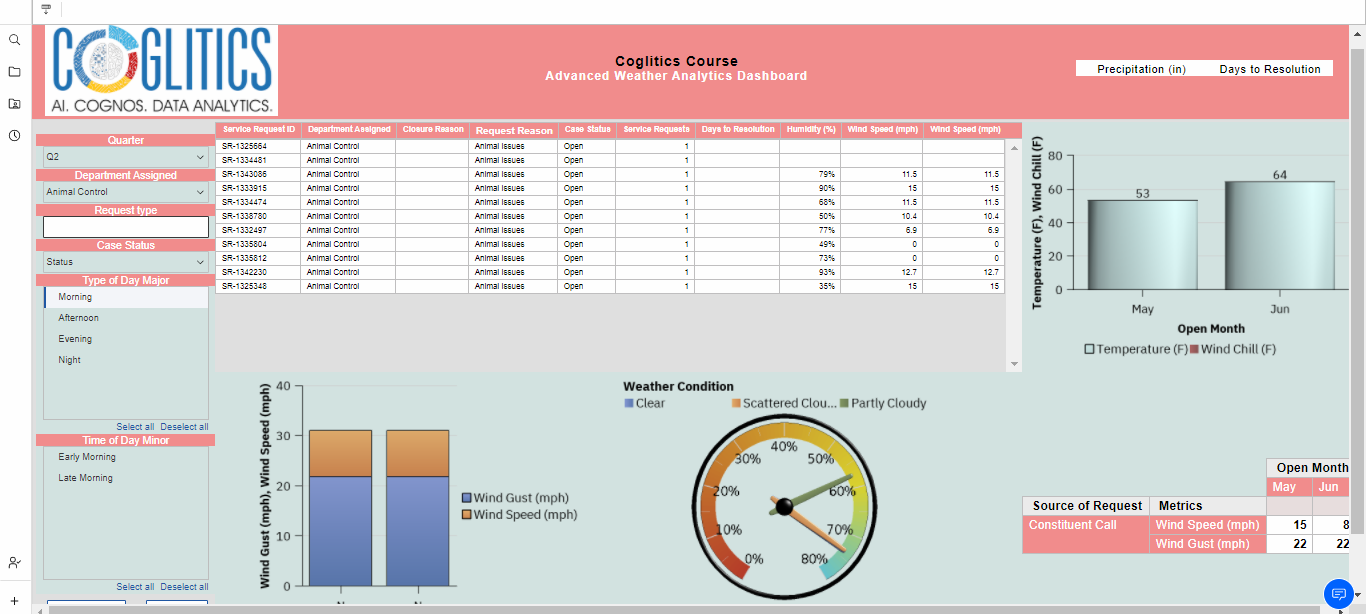 COGLITICS
AI. COGNOS. DATA ANALYTICS.
Coglitics Course
Advanced Weather Analytics Dashboard
Precipitation (in) Days to Resolution
Quarter
Q2
Department Assigned
Animal Control
Request type
Case Status
Status
Type of Day Major
Morning
Afternoon
Evening
Night
Select all Deselect all
Time of Day Minor
Early Morning
Late Morning
Select all Deselect all
Service Request ID Department Assigned Closure Reason Request Reason Case Status Service Requests Days to Resolution Humidity (%) Wind Speed (mph) Wind Speed (mph)
SR-1325664 Animal Control Animal Issues Open 1
SR-1334481 Animal Control Animal Issues Open 1
SR-1343086 Animal Control Animal Issues Open 1 79% 11.5 11.5
SR-1333915 Animal Control Animal Issues Open 1 90% 15 15
SR-1334474 Animal Control Animal Issues Open 1 68% 11.5 11.5
SR-1338780 Animal Control Animal Issues Open 1 50% 10.4 10.4
SR-1332497 Animal Control Animal Issues Open 1 77% 6.9 6.9
SR-1335804 Animal Control Animal Issues Open 1 49% 0 0
SR-1335812 Animal Control Animal Issues Open 1 73% 0 0
SR-1342230 Animal Control Animal Issues Open 1 93% 12.7 12.7
SR-1325348 Animal Control Animal Issues Open 1 35% 15 15
Temperature (F), Wind Chill (F)
80
60
40
20
0
53
64
May Jun
Open Month
Temperature (F) Wind Chill (F)
Wind Gust (mph), Wind Speed (mph)
40
30
20
10
0
Wind Gust (mph)
Wind Speed (mph)
Weather Condition
Clear Scattered Clou... Partly Cloudy
0%
10%
20%
30%
40%
50%
60%
70%
80%
Open Month
May Jun
Source of Request Metrics
Constituent Call Wind Speed (mph) 15 8
Wind Gust (mph) 22 22